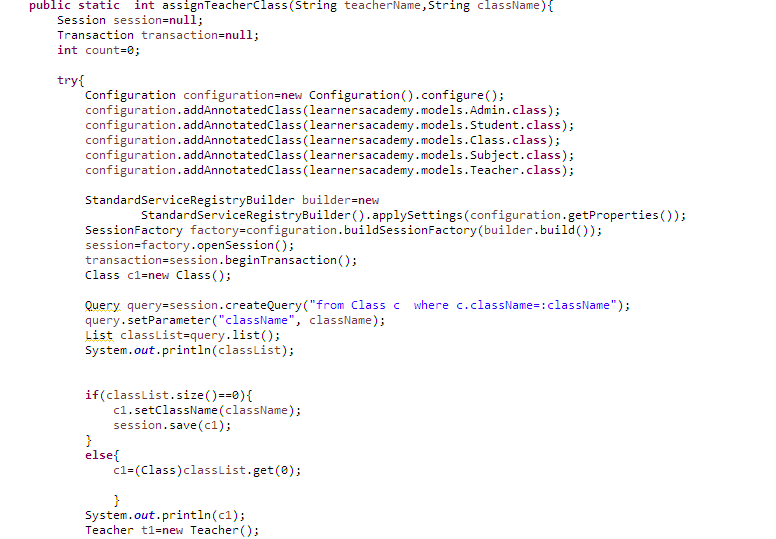 public static  int assignTeacherClass(String teacherName,String className){
    Session session=null;
    Transaction transaction=null;
    int count=0;

    try{
        Configuration configuration=new Configuration().configure();
        configuration.addAnnotatedClass(learnersacademy.models.Admin.class);
        configuration.addAnnotatedClass(learnersacademy.models.Student.class);
        configuration.addAnnotatedClass(learnersacademy.models.Class.class);
        configuration.addAnnotatedClass(learnersacademy.models.Subject.class);
        configuration.addAnnotatedClass(learnersacademy.models.Teacher.class);

        StandardServiceRegistryBuilder builder=new
                StandardServiceRegistryBuilder().applySettings(configuration.getProperties());
        SessionFactory factory=configuration.buildSessionFactory(builder.build());
        session=factory.openSession();
        transaction=session.beginTransaction();
        Class c1=new Class();

        Query query=session.createQuery("from Class c  where c.className=:className");
        query.setParameter("className", className);
        List classList=query.list();
        System.out.println(classList);


        if(classList.size()==0){
            c1.setClassName(className);
            session.save(c1);
        }
        else{
            c1=(Class)classList.get(0);

            }
        System.out.println(c1);
        Teacher t1=new Teacher();